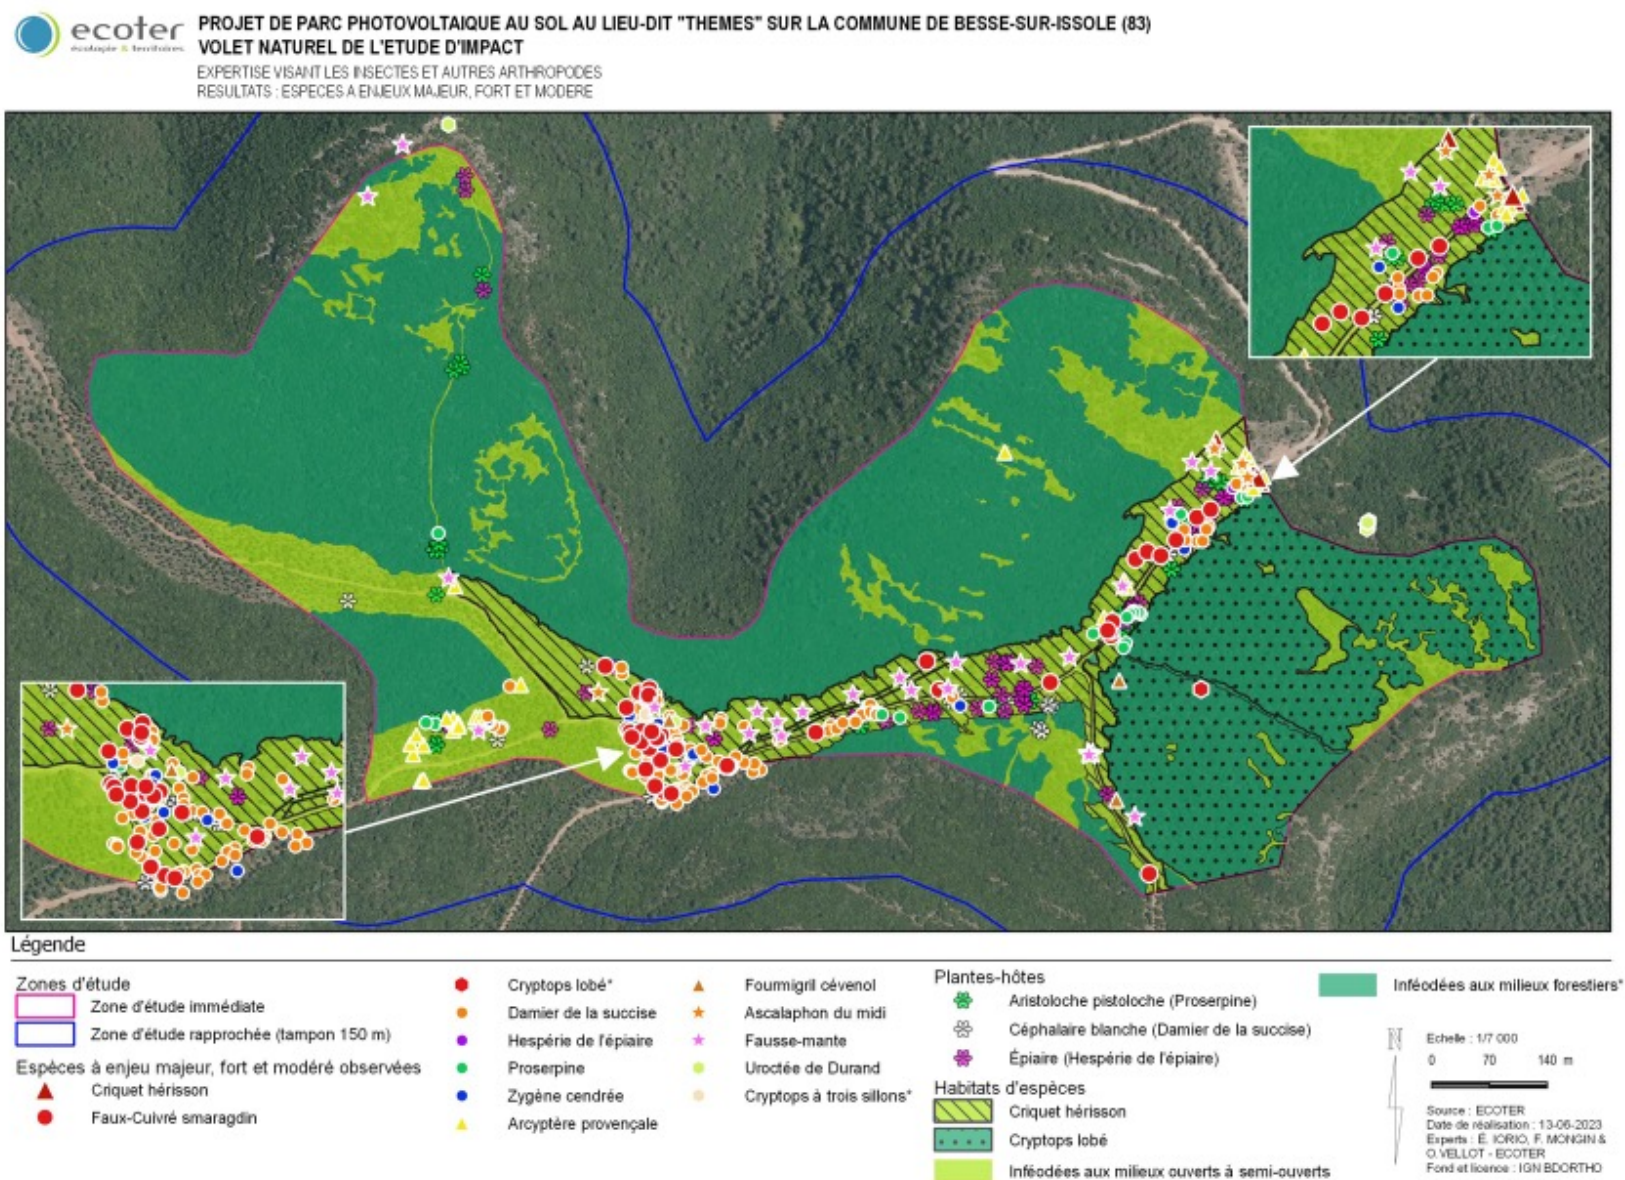 ecoter
écologie & territoires
PROJET DE PARC PHOTOVOLTAIQUE AU SOL AU LIEU-DIT "THEMES" SUR LA COMMUNE DE BESSE-SUR-ISSOLE (83)
VOLET NATUREL DE L'ETUDE D'IMPACT
EXPERTISE VISANT LES INSECTES ET AUTRES ARTHROPODES
RESULTATS : ESPECES A ENJEUX MAJEUR, FORT ET MODERE
Légende
Zones d'étude
Zone d'étude immédiate
Zone d'étude rapprochée (tampon 150 m)
Espèces à enjeu majeur, fort et modéré observées
Criquet hérisson
Faux-Cuivré smaragdin
Cryptops lobé*
Damier de la succise
Hespérie de l'épiaire
Proserpine
Zygène cendrée
Arcyptère provençale
Fourmigril cévenol
Ascalaphon du midi
Fausse-mante
Uroctée de Durand
Cryptops à trois sillons*
Plantes-hôtes
Aristoloche pistoloche (Proserpine)
Céphalaire blanche (Damier de la succise)
Épiaire (Hespérie de l'épiaire)
Habitats d'espèces
Criquet hérisson
Cryptops lobé
Inféodées aux milieux ouverts à semi-ouverts
Inféodées aux milieux forestiers*
N
Echelle : 1/7 000
0 70 140 m
Source : ECOTER
Date de réalisation : 13-06-2023
Experts : É. IORIO, F. MONGIN &
O.VELLOT - ECOTER
Fond et licence : IGN BDORTHO